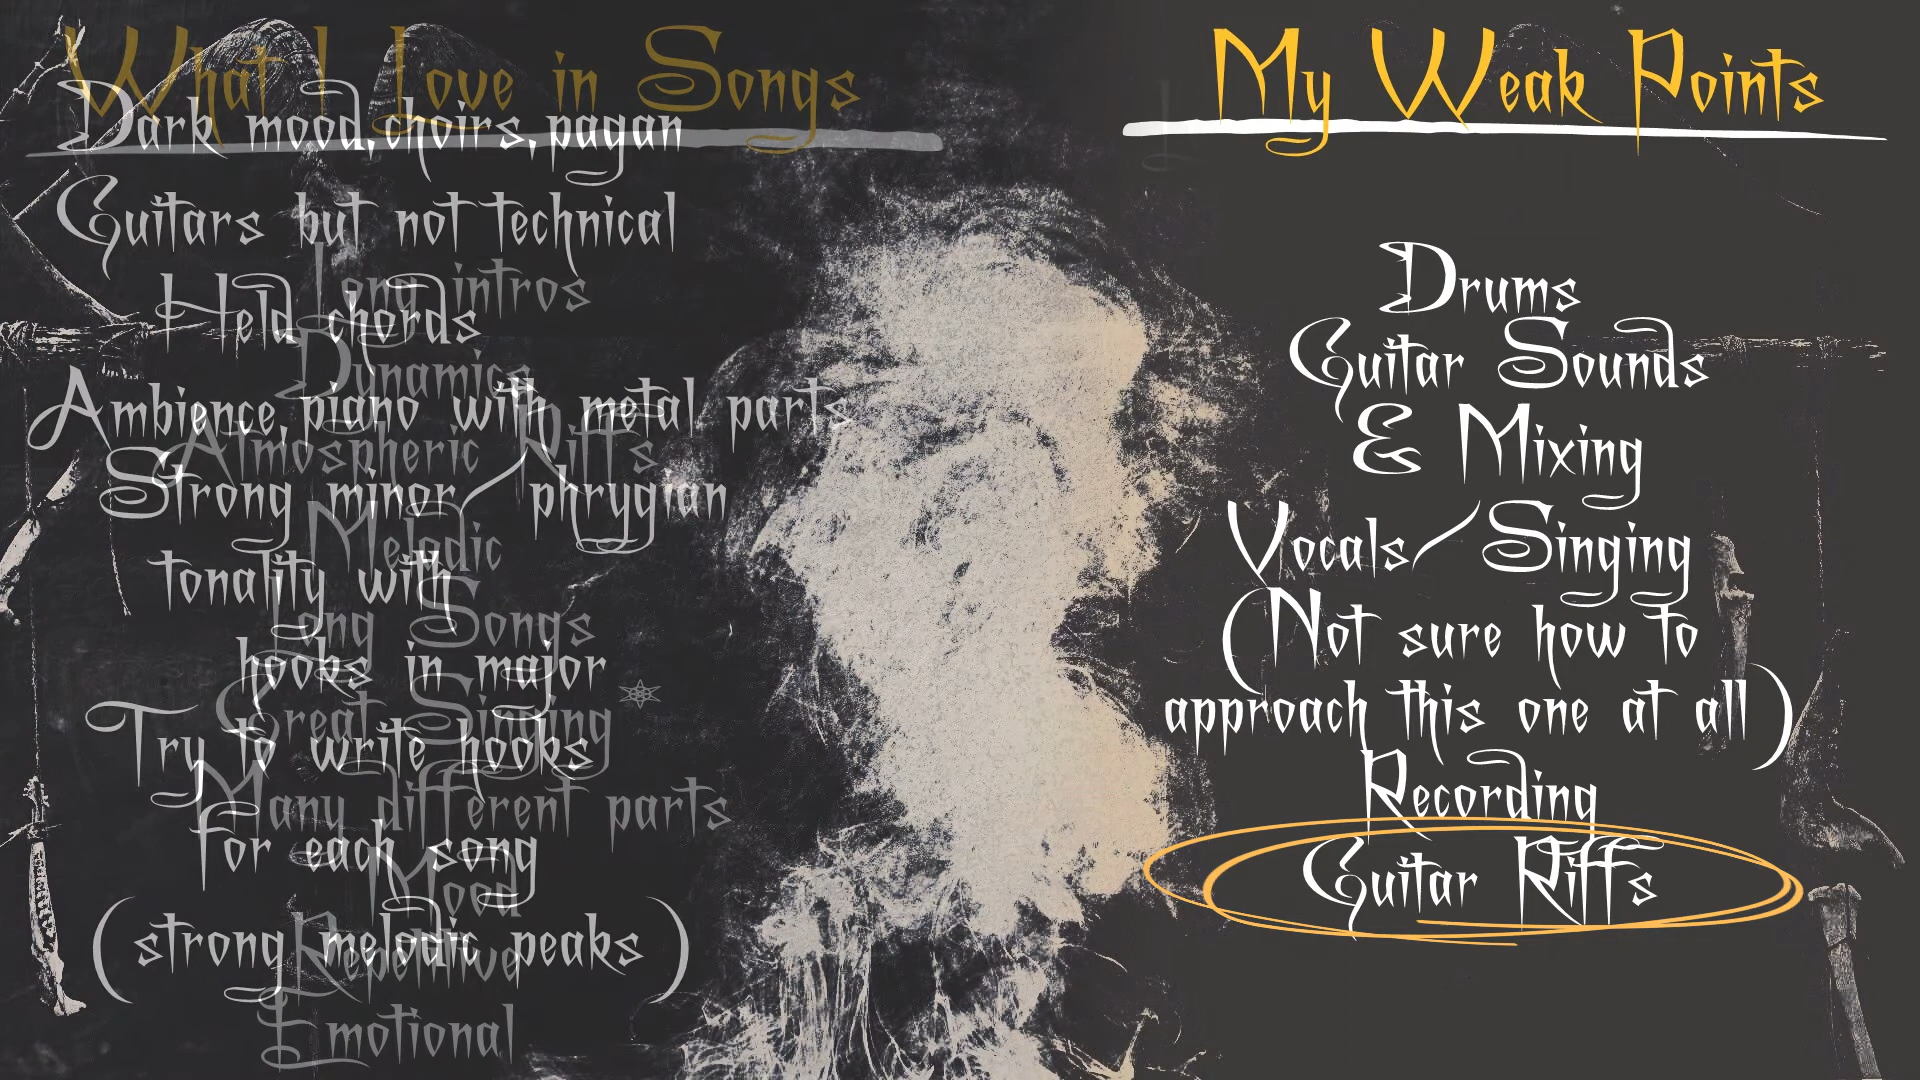 What I Love in Songs
Dark mood, choirs, pagan
Guitars but not technical
Long intros
Held chords
Dynamics
Ambience, piano with metal parts
Atmospheric Riffs
Strong minor/phrygian
Melodic
tonality with
Long Songs
hooks in major
Great Singing
Try to write hooks
Many different parts
for each song
Mood
(strong melodic peaks)
Repetitive
Emotional
My Weak Points
Drums
Guitar Sounds
& Mixing
Vocals/Singing
(Not sure how to
approach this one at all)
Recording
Guitar Riffs